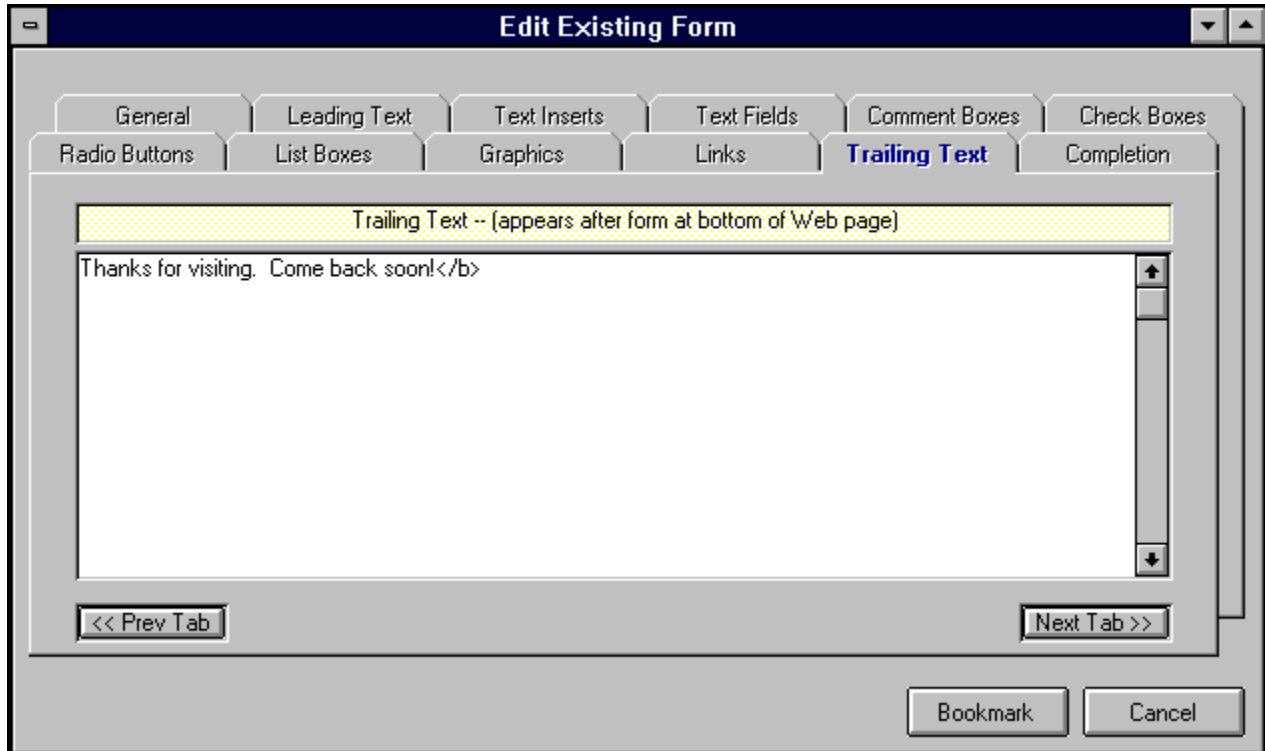 Edit Existing Form
General Leading Text Text Inserts Text Fields Comment Boxes Check Boxes
Radio Buttons List Boxes Graphics Links Trailing Text Completion
Trailing Text -- (appears after form at bottom of Web page)
Thanks for visiting.  Come back soon!</b>
<< Prev Tab Next Tab >>
Bookmark Cancel